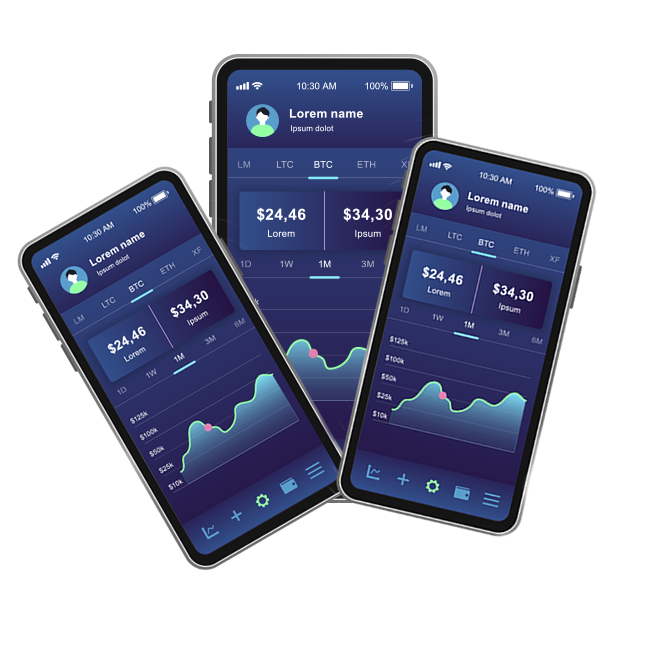 10:30 AM 100%
Lorem name
Ipsum dolot
LM LTC BTC ETH
$24,46 $34,30
Lorem Ipsum
1D 1W 1M 3M
10:30 AM 100%
Lorem name
Ipsum dolot
LM LTC BTC ETH XF
$24,46 $34,30
Lorem Ipsum
1D 1W 1M 3M 6M
$125k
$100k
$50k
$25k
$10k
10:30 AM 100%
Lorem name
Ipsum dolot
LM LTC BTC ETH XF
$24,46 $34,30
Lorem Ipsum
1D 1W 1M 3M 6M
$125k
$100k
$50k
$25k
$10k